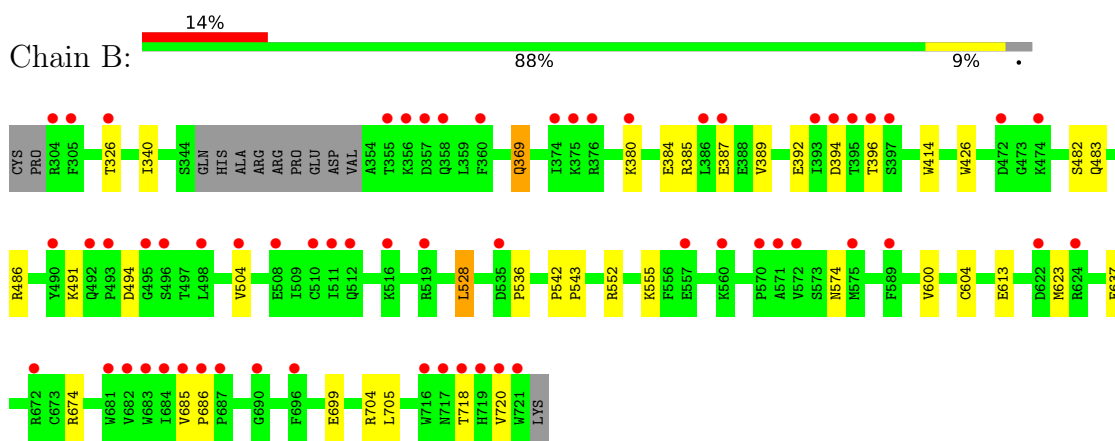 14%
Chain B:
88% 9% •
CYS PRO R304 F305 T326 I340 S344 GLN HIS ALA ARG ARG PRO GLU ASP VAL A354 T355 K356 D357 Q358 L359 F360 Q369 I374 K375 R376 K380 E384 R385 L386 E387 E388 V389 E392 I393 D394 T395 T396 S397 W414 W426 D472 G473 K474 S482 Q483
R486 Y490 K491 Q492 P493 D494 G495 S496 T497 L498 V504 E508 I509 C510 I511 Q512 K516 R519 L528 D535 P536 P542 P543 R552 K555 F556 E557 K560 P570 A571 V572 S573 N574 M575 F589 V600 C604 E613 D622 M623 R624
R672 C673 R674 W681 V682 W683 I684 V685 P686 P687 G690 F696 E699 R704 L705 W716 N717 T718 H719 V720 W721 LYS